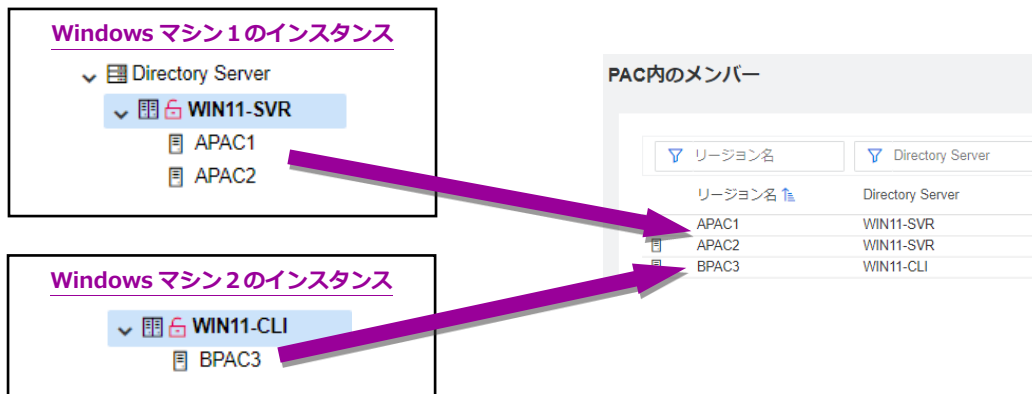 Windows マシン1のインスタンス
Directory Server
WIN11-SVR
APAC1
APAC2
Windows マシン2のインスタンス
WIN11-CLI
BPAC3
PAC内のメンバー
リージョン名 Directory Server
リージョン名 Directory Server
APAC1 WIN11-SVR
APAC2 WIN11-SVR
BPAC3 WIN11-CLI